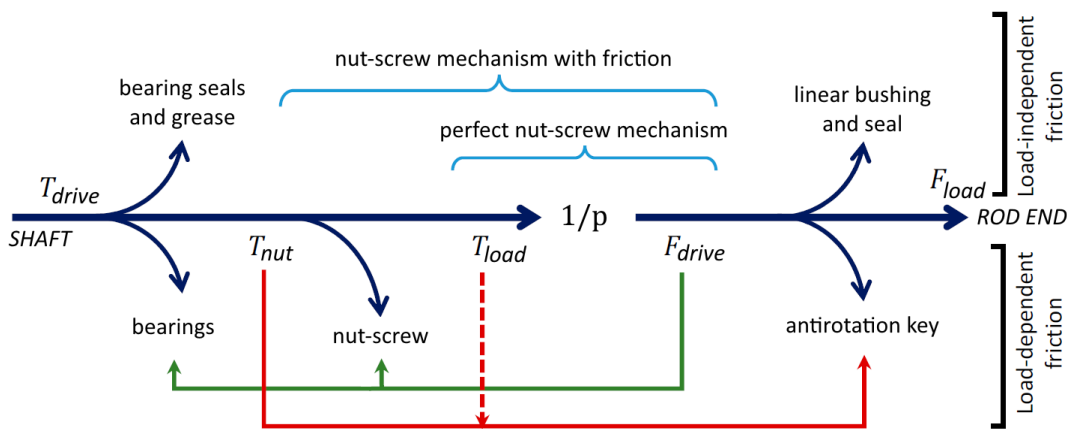 nut-screw mechanism with friction
bearing seals
and grease
linear bushing
and seal
perfect nut-screw mechanism
Load-independent
friction
T_drive
F_load
SHAFT
1/p
ROD END
T_nut
T_load
F_drive
bearings
nut-screw
antirotation key
Load-dependent
friction